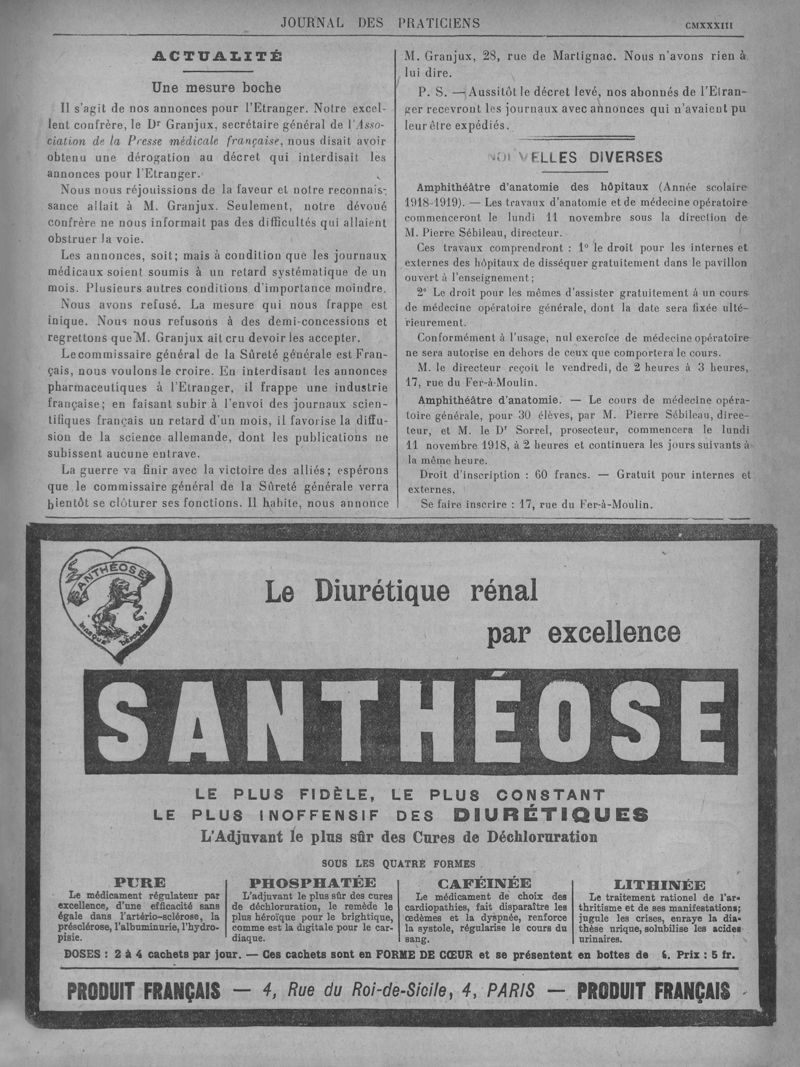 JOURNAL DES PRATICIENS
CMXXXIII
ACTUALITÉ
Une mesure boche
Il s'agit de nos annonces pour l'Etranger. Notre excel-
lent confrère, le Dr Granjux, secrétaire général de l'Asso-
ciation de la Presse médicale française, nous disait avoir
obtenu une dérogation au décret qui interdisait les
annonces pour l'Etranger.
Nous nous réjouissions de la faveur et notre reconnais-
sance allait à M. Granjux. Seulement, notre dévoué
confrère ne nous informait pas des difficultés qui allaient
obstruer la voie.
Les annonces, soit; mais à condition que les journaux
médicaux soient soumis à un retard systématique de un
mois. Plusieurs autres conditions d'importance moindre.
Nous avons refusé. La mesure qui nous frappe est
inique. Nous nous refusons à des demi-concessions et
regrettons que M. Granjux ait cru devoir les accepter.
Le commissaire général de la Sûreté générale est Fran-
çais, nous voulons le croire. En interdisant les annonces
pharmaceutiques à l'Etranger, il frappe une industrie
française; en faisant subir à l'envoi des journaux scien-
tifiques français un retard d'un mois, il favorise la diffu-
sion de la science allemande, dont les publications ne
subissent aucune entrave.
La guerre va finir avec la victoire des alliés; espérons
que le commissaire général de la Sûreté générale verra
bientôt se clôturer ses fonctions. Il habite, nous annonce
M. Granjux, 28, rue de Martignac. Nous n'avons rien à
lui dire.
P. S. — Aussitôt le décret levé, nos abonnés de l'Etran-
ger recevront les journaux avec annonces qui n'avaient pu
leur être expédiés.
NOUVELLES DIVERSES
Amphithéâtre d'anatomie des hôpitaux (Année scolaire
1918-1919). — Les travaux d'anatomie et de médecine opératoire
commenceront le lundi 11 novembre sous la direction de
M. Pierre Sébileau, directeur.
Ces travaux comprendront : 1° le droit pour les internes et
externes des hôpitaux de disséquer gratuitement dans le pavillon
ouvert à l'enseignement;
2° Le droit pour les mêmes d'assister gratuitement à un cours
de médecine opératoire générale, dont la date sera fixée ulté-
rieurement.
Conformément à l'usage, nul exercice de médecine opératoire
ne sera autorise en dehors de ceux que comportera le cours.
M. le directeur reçoit le vendredi, de 2 heures à 3 heures,
17, rue du Fer-à-Moulin.
Amphithéâtre d'anatomie. — Le cours de médecine opéra-
toire générale, pour 30 élèves, par M. Pierre Sébileau, direc-
teur, et M. le Dr Sorrel, prosecteur, commencera le lundi
11 novembre 1918, à 2 heures et continuera les jours suivants à
la même heure.
Droit d'inscription : 60 francs. — Gratuit pour internes et
externes.
Se faire inscrire : 17, rue du Fer-à-Moulin.
SANTHÉOSE
MARQUE DÉPOSÉE
Le Diurétique rénal
par excellence
SANTHÉOSE
LE PLUS FIDÈLE, LE PLUS CONSTANT
LE PLUS INOFFENSIF DES DIURÉTIQUES
L'Adjuvant le plus sûr des Cures de Déchloruration
SOUS LES QUATRE FORMES
PURE
Le médicament régulateur par
excellence, d'une efficacité sans
égale dans l'artério-sclérose, la
présclérose, l'albuminurie, l'hydro-
pisie.
PHOSPHATÉE
L'adjuvant le plus sûr des cures
de déchloruration, le remède le
plus héroïque pour le brightique,
comme est la digitale pour le car-
diaque.
CAFÉINÉE
Le médicament de choix des
cardiopathies, fait disparaître les
œdèmes et la dyspnée, renforce
la systole, régularise le cours du
sang.
LITHINÉE
Le traitement rationel de l'ar-
thritisme et de ses manifestations;
jugule les crises, enraye la dia-
thèse urique, solubilise les acides
urinaires.
DOSES : 2 à 4 cachets par jour. — Ces cachets sont en FORME DE CŒUR et se présentent en boîtes de Prix : 5 fr.
PRODUIT FRANÇAIS — 4, Rue du Roi-de-Sicile, 4, PARIS — PRODUIT FRANÇAIS